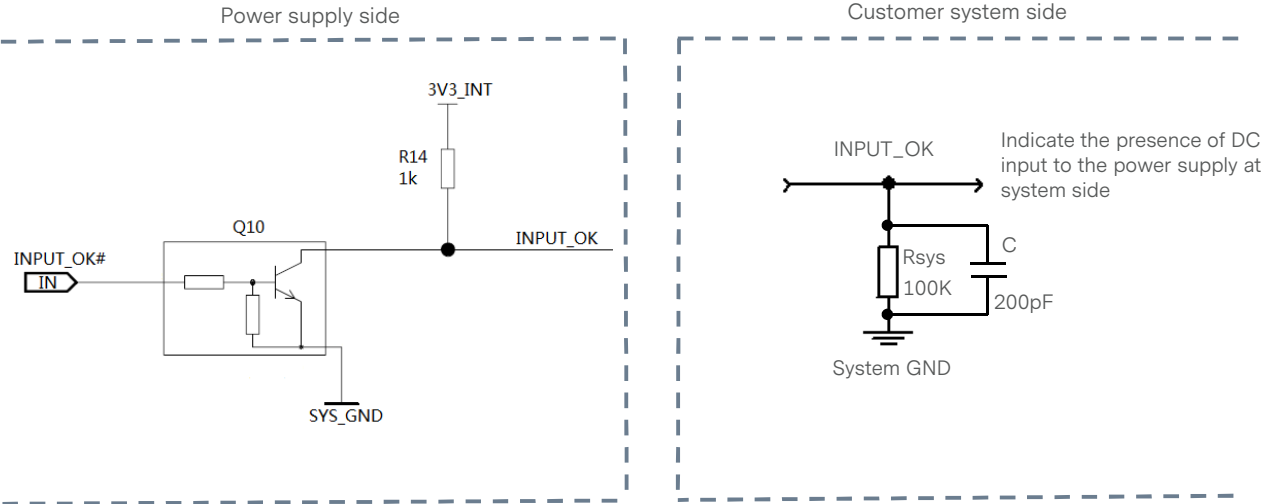 Power supply side
Customer system side
3V3_INT
R14
1k
Q10
INPUT_OK
INPUT_OK#
IN
SYS_GND
INPUT_OK
Indicate the presence of DC
input to the power supply at
system side
Rsys
100K
C
200pF
System GND